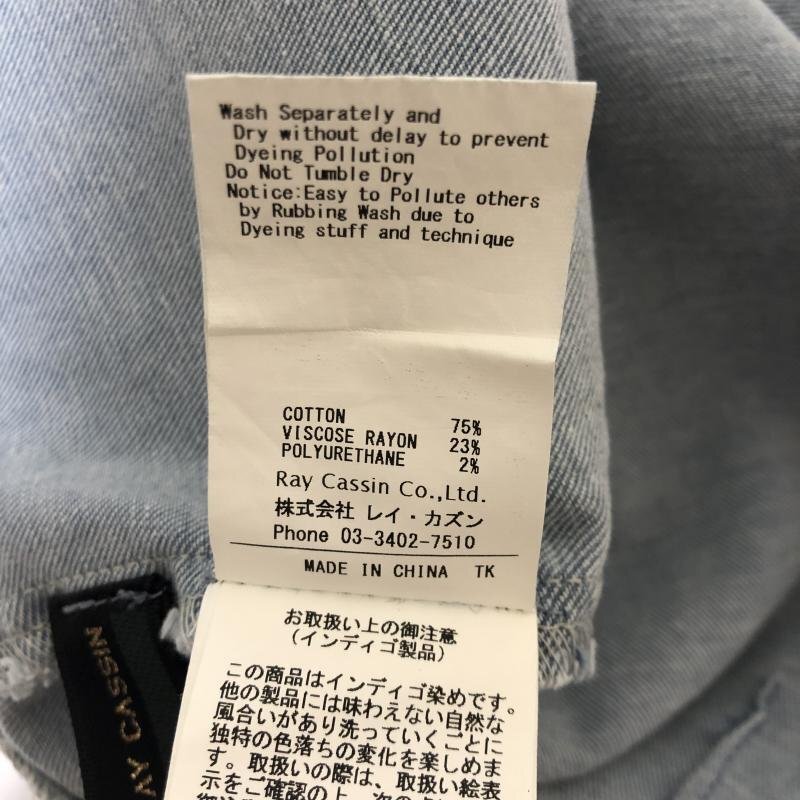 Wash Separately and
Dry without delay to prevent
Dyeing Pollution
Do Not Tumble Dry
Notice:Easy to Pollute others
by Rubbing Wash due to
Dyeing stuff and technique
COTTON 75%
VISCOSE RAYON 23%
POLYURETHANE 2%
Ray Cassin Co.,Ltd.
株式会社 レイ・カズン
Phone 03-3402-7510
MADE IN CHINA TK
お取扱い上の御注意
(インディゴ製品)
この商品はインディゴ染めです。
他の製品には味わえない自然な
風合いがあり洗っていくごとに
独特の色落ちの変化を楽しめま
す。取扱いの際は、取扱い絵表
示をご確認の上、次の
AY CASSIN